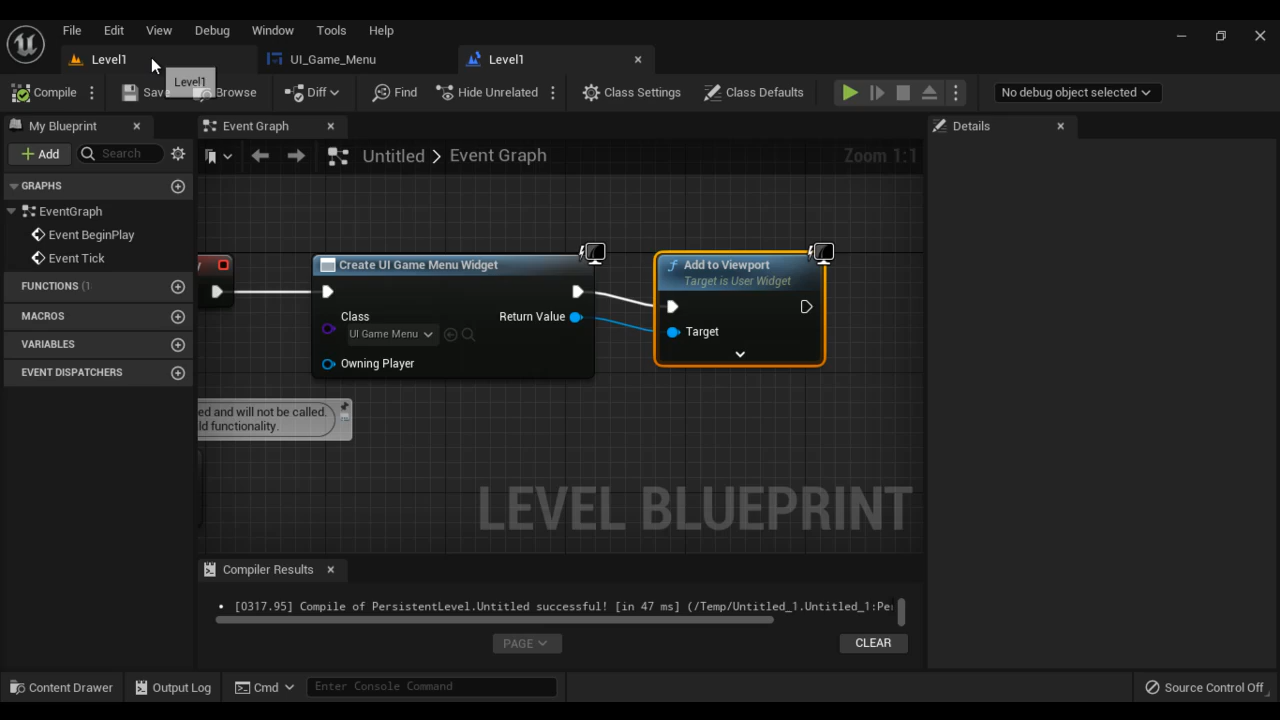 File Edit View Debug Window Tools Help
Level1 UI_Game_Menu Level1
Level1
Compile Save Browse Diff Find Hide Unrelated Class Settings Class Defaults No debug object selected
My Blueprint Event Graph Details
Add Search Untitled > Event Graph Zoom 1:1
GRAPHS
EventGraph
Event BeginPlay
Event Tick
FUNCTIONS (1
MACROS
VARIABLES
EVENT DISPATCHERS
y
Create UI Game Menu Widget
Class
UI Game Menu
Return Value
Owning Player
Add to Viewport
Target is User Widget
Target
ed and will not be called.
ld functionality.
LEVEL BLUEPRINT
Compiler Results
• [0317.95] Compile of PersistentLevel.Untitled successful! [in 47 ms] (/Temp/Untitled_1.Untitled_1:Pe
PAGE CLEAR
Content Drawer Output Log Cmd Enter Console Command Source Control Off